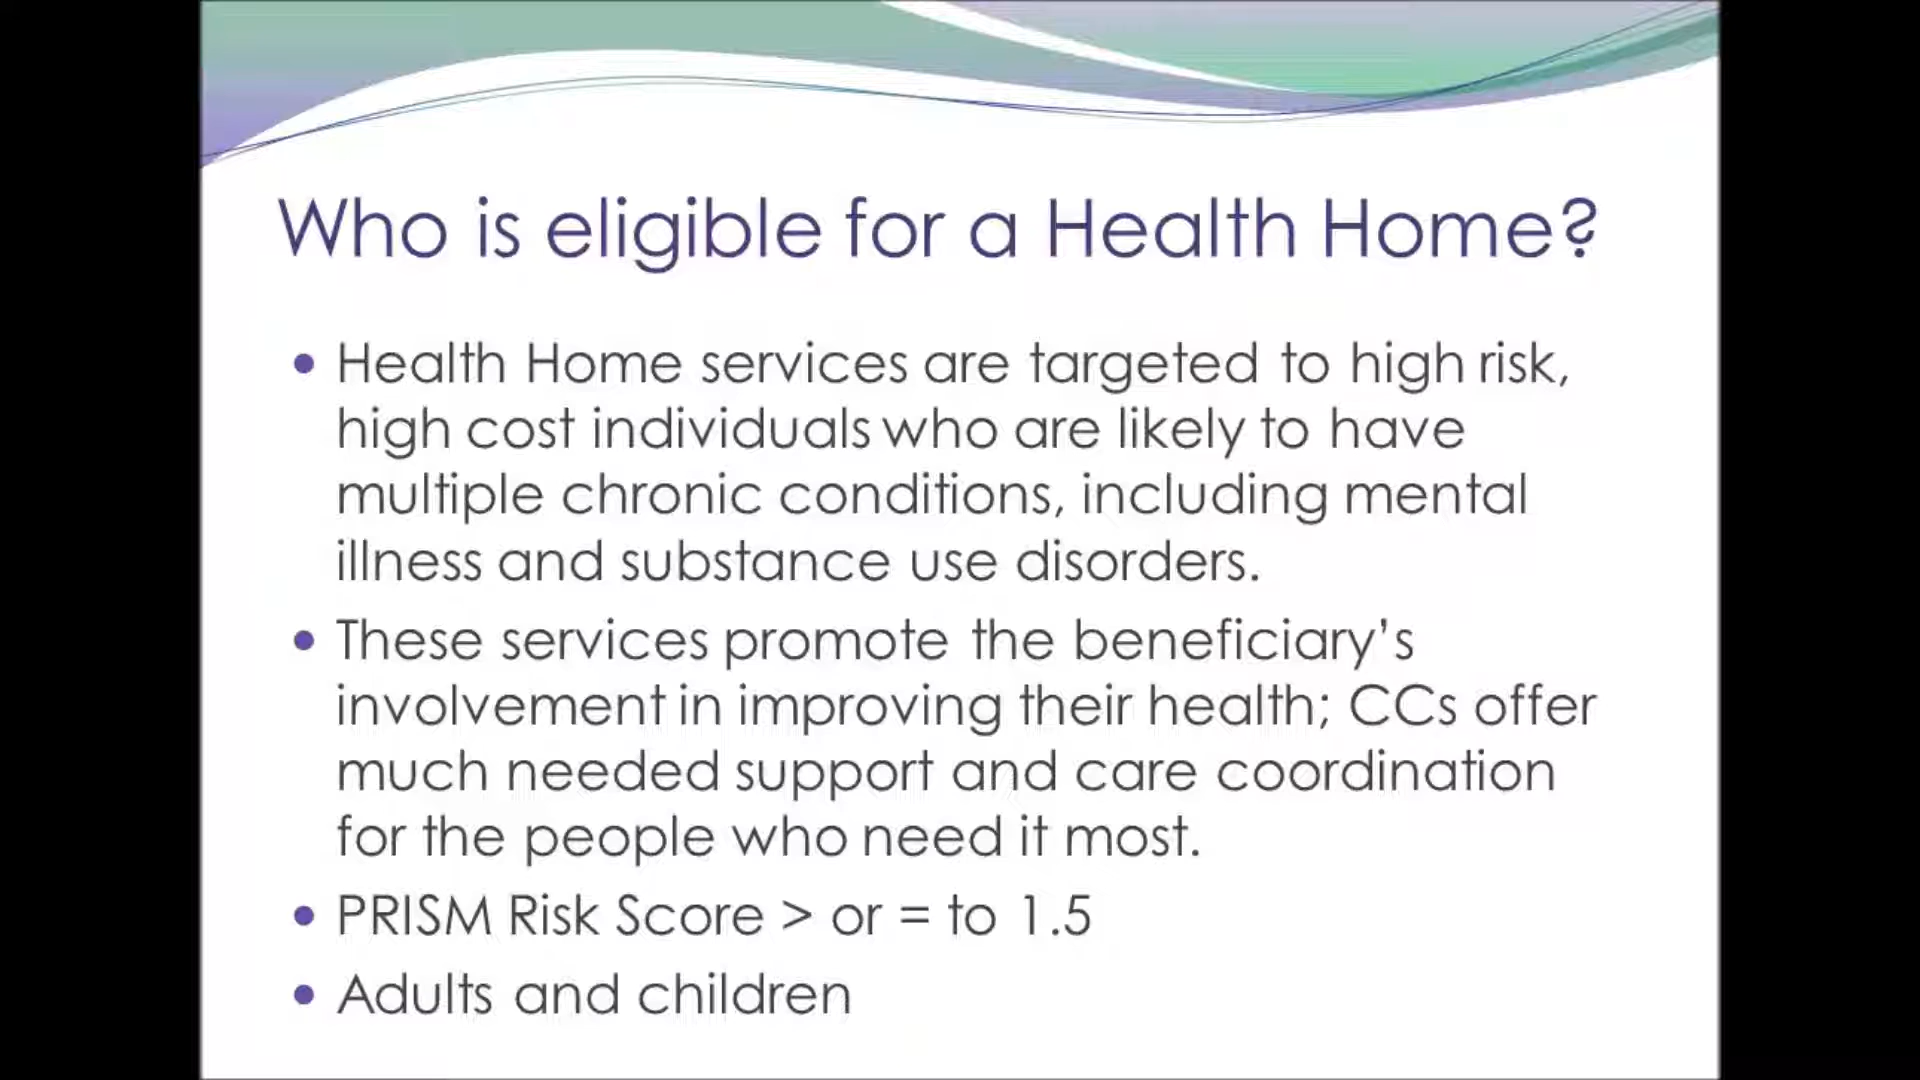 Who is eligible for a Health Home?
• Health Home services are targeted to high risk,
high cost individuals who are likely to have
multiple chronic conditions, including mental
illness and substance use disorders.
• These services promote the beneficiary’s
involvement in improving their health; CCs offer
much needed support and care coordination
for the people who need it most.
• PRISM Risk Score > or = to 1.5
• Adults and children